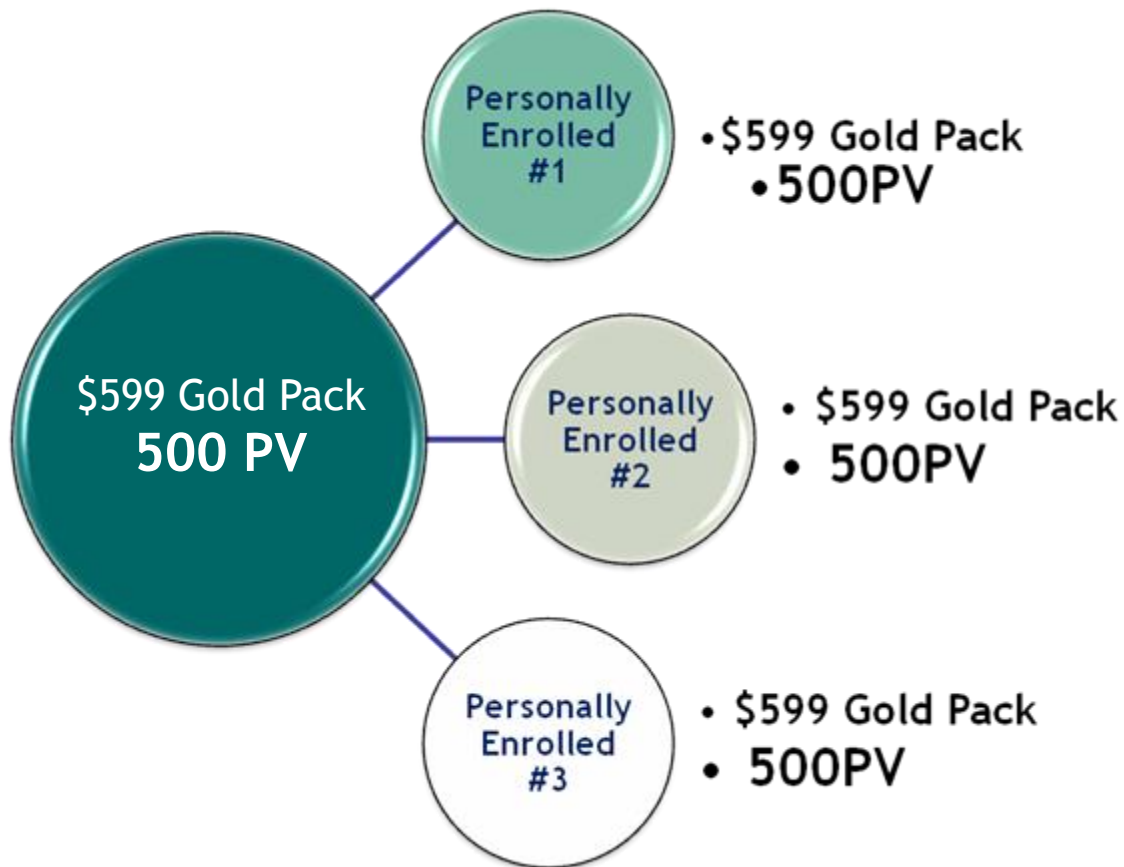 Personally
Enrolled
#1
•$599 Gold Pack
•500PV
$599 Gold Pack
500 PV
Personally
Enrolled
#2
• $599 Gold Pack
• 500PV
Personally
Enrolled
#3
• $599 Gold Pack
• 500PV